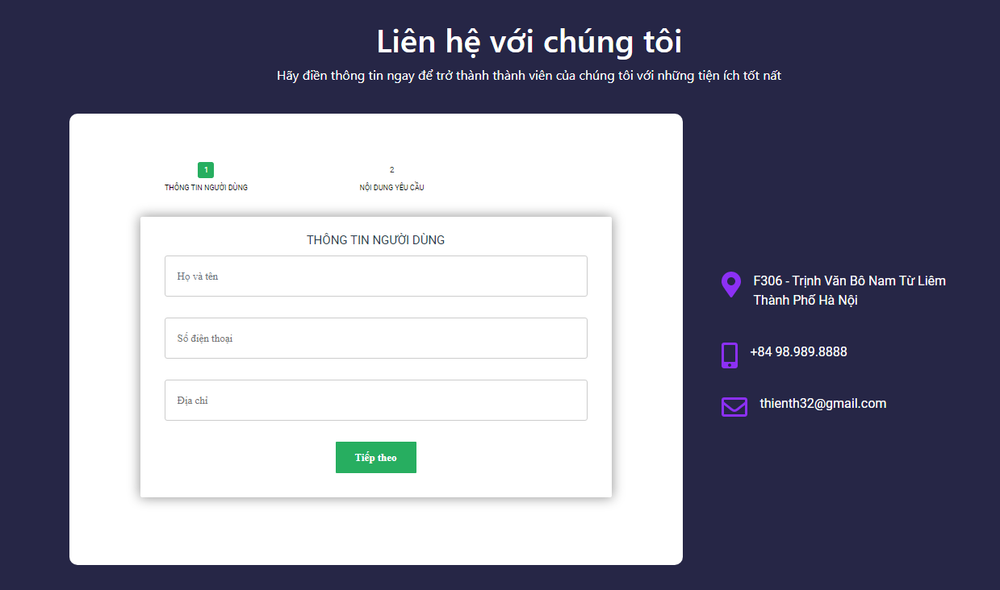 Liên hệ với chúng tôi
Hãy điền thông tin ngay để trở thành thành viên của chúng tôi với những tiện ích tốt nất
1
THÔNG TIN NGƯỜI DÙNG
2
NỘI DUNG YÊU CẦU
THÔNG TIN NGƯỜI DÙNG
Họ và tên
Số điện thoại
Địa chỉ
Tiếp theo
F306 - Trịnh Văn Bô Nam Từ Liêm
Thành Phố Hà Nội
+84 98.989.8888
thienth32@gmail.com